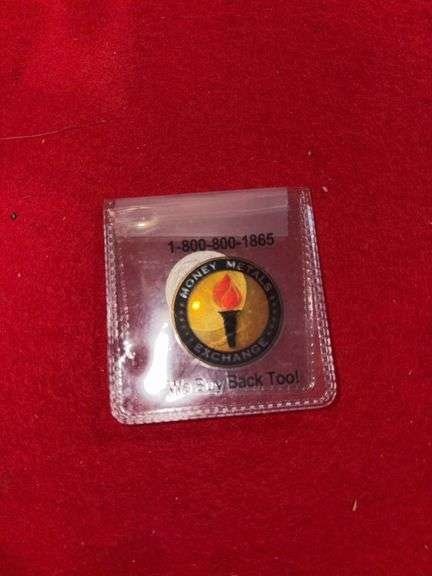 1-800-800-1865
MONEY METALS
EXCHANGE
We Buy Back Too!